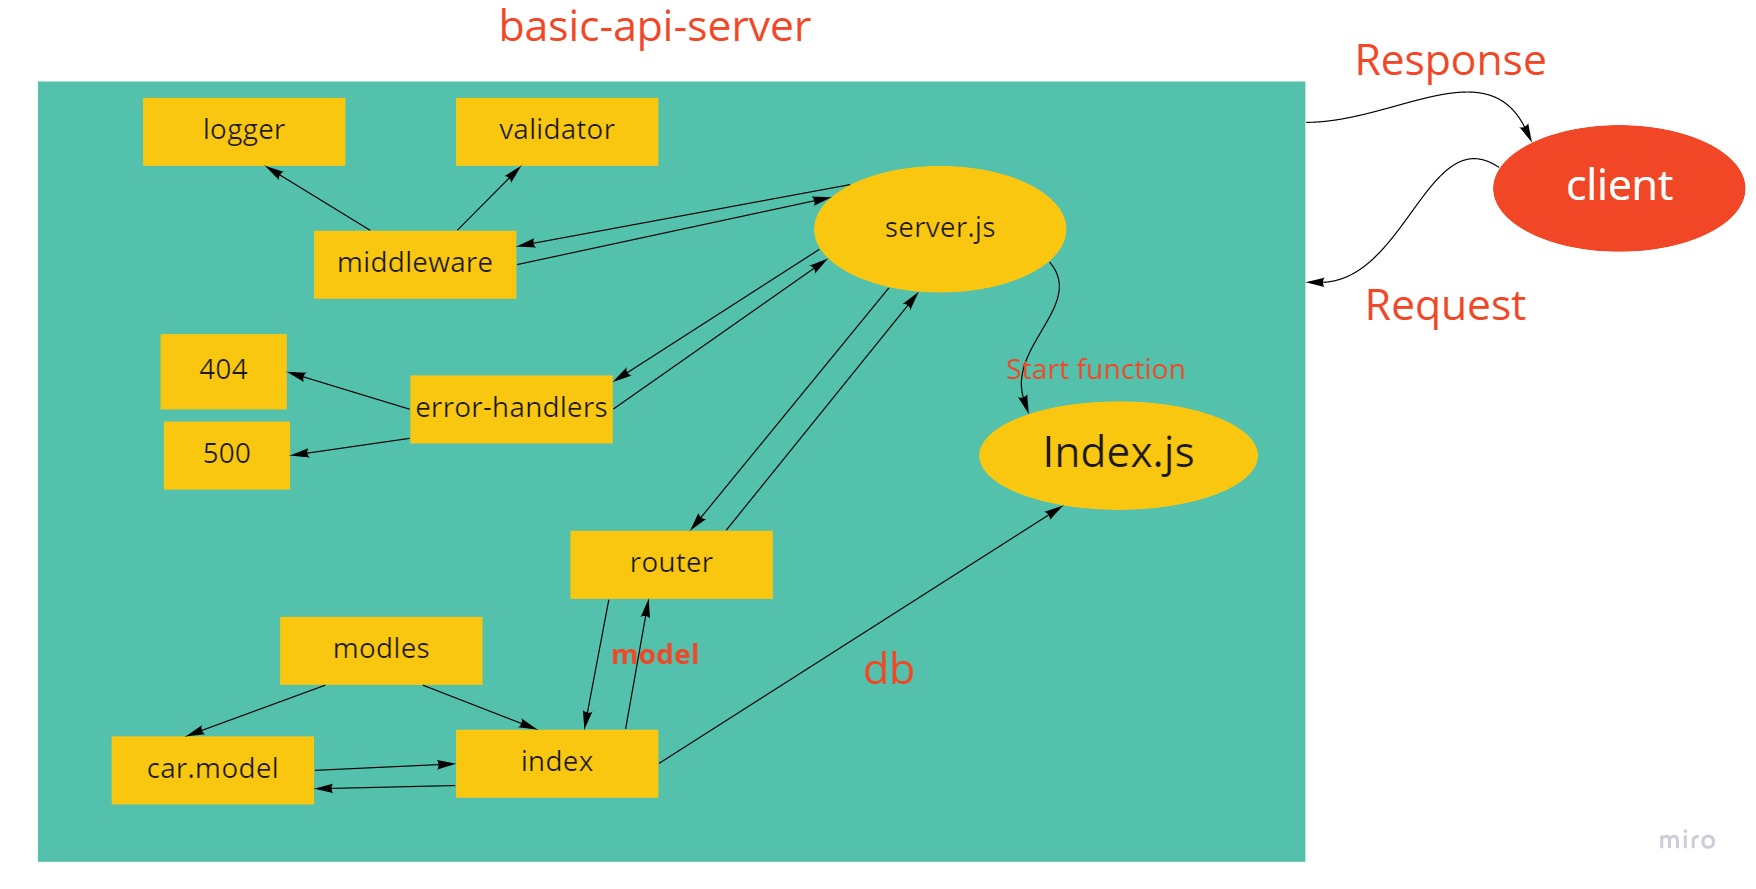 basic-api-server
Response
logger
validator
client
server.js
middleware
Request
404
Start function
error-handlers
500
Index.js
router
modles
model
db
car.model
index
miro